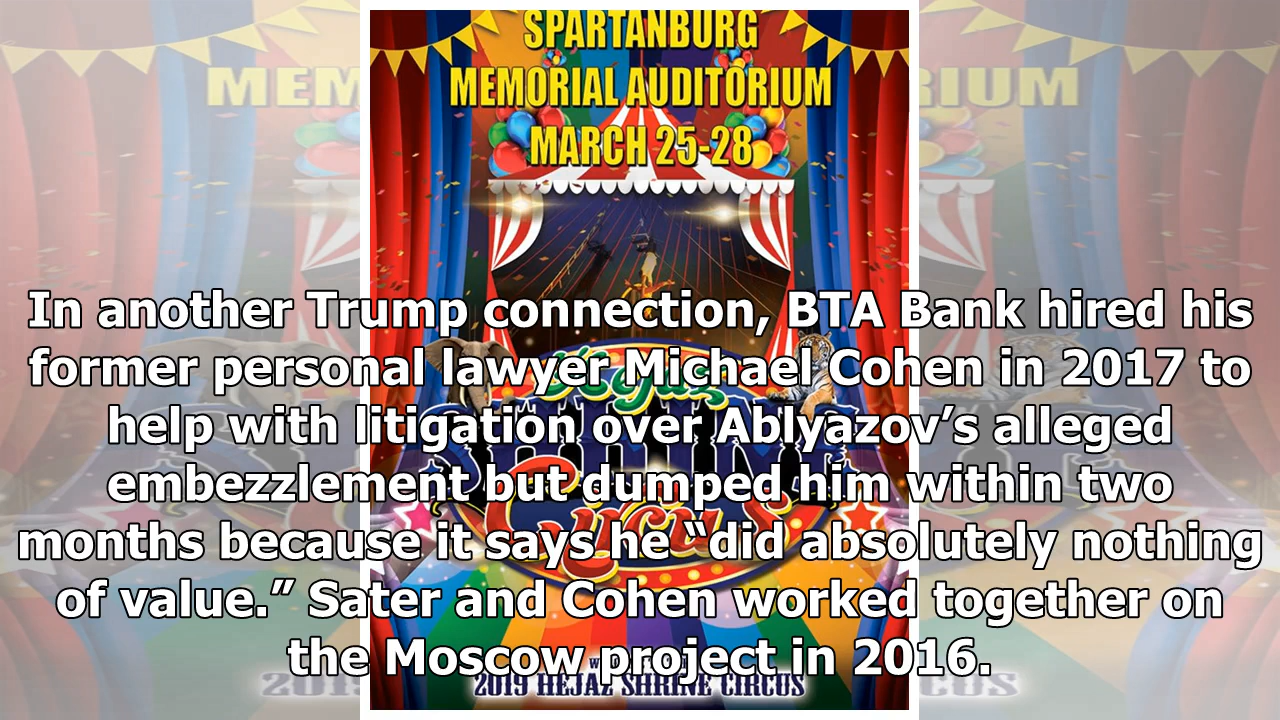 SPARTANBURG
MEMORIAL AUDITORIUM
MARCH 25-28
In another Trump connection, BTA Bank hired his
former personal lawyer Michael Cohen in 2017 to
help with litigation over Ablyazov’s alleged
embezzlement but dumped him within two
months because it says he “did absolutely nothing
of value.” Sater and Cohen worked together on
the Moscow project in 2016.
Circus
2019 HEJAZ SHRINE CIRCUS